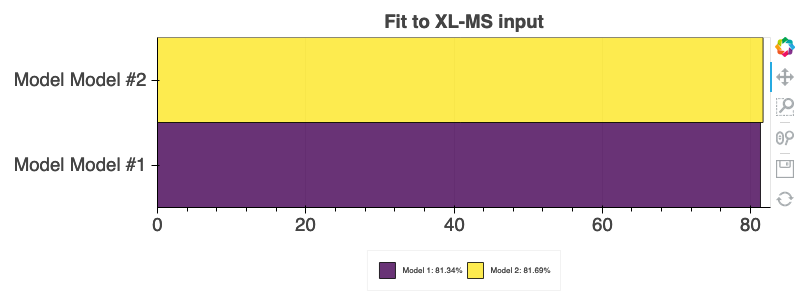 Fit to XL-MS input
Model Model #2
Model Model #1
0 20 40 60 80
Model 1: 81.34% Model 2: 81.69%